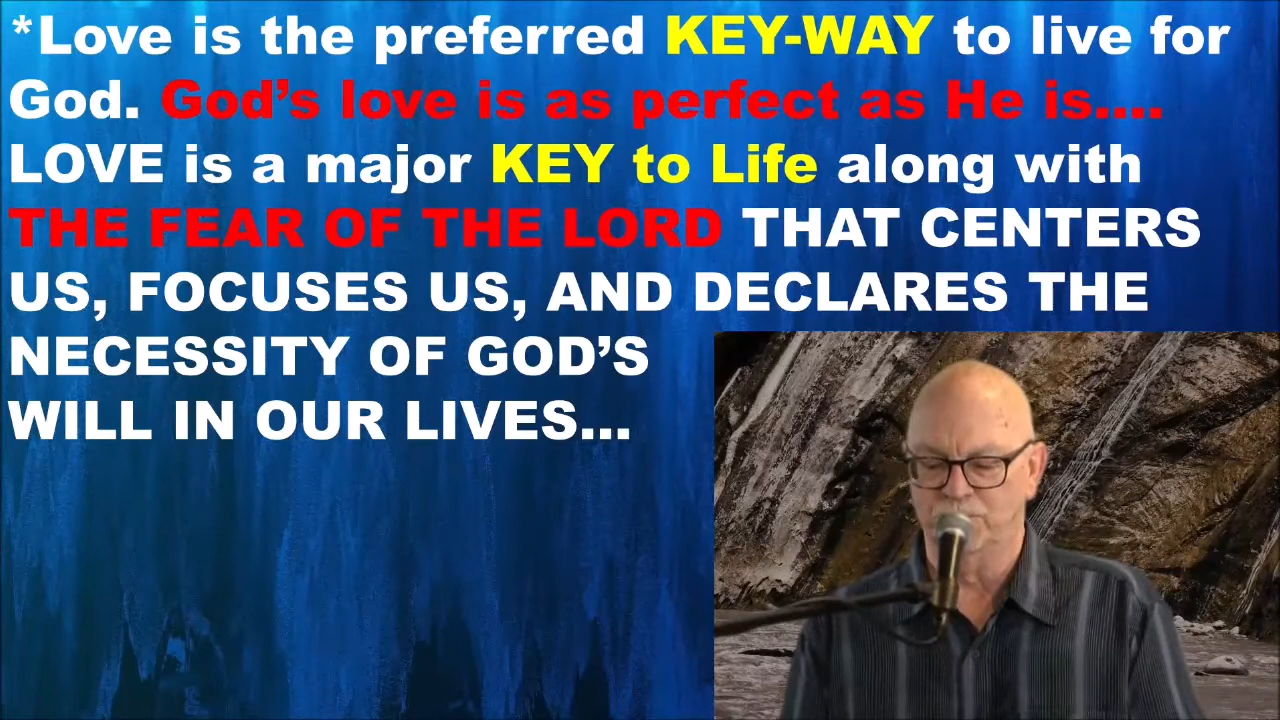 *Love is the preferred KEY-WAY to live for
God. God’s love is as perfect as He is....
LOVE is a major KEY to Life along with
THE FEAR OF THE LORD THAT CENTERS
US, FOCUSES US, AND DECLARES THE
NECESSITY OF GOD’S
WILL IN OUR LIVES...